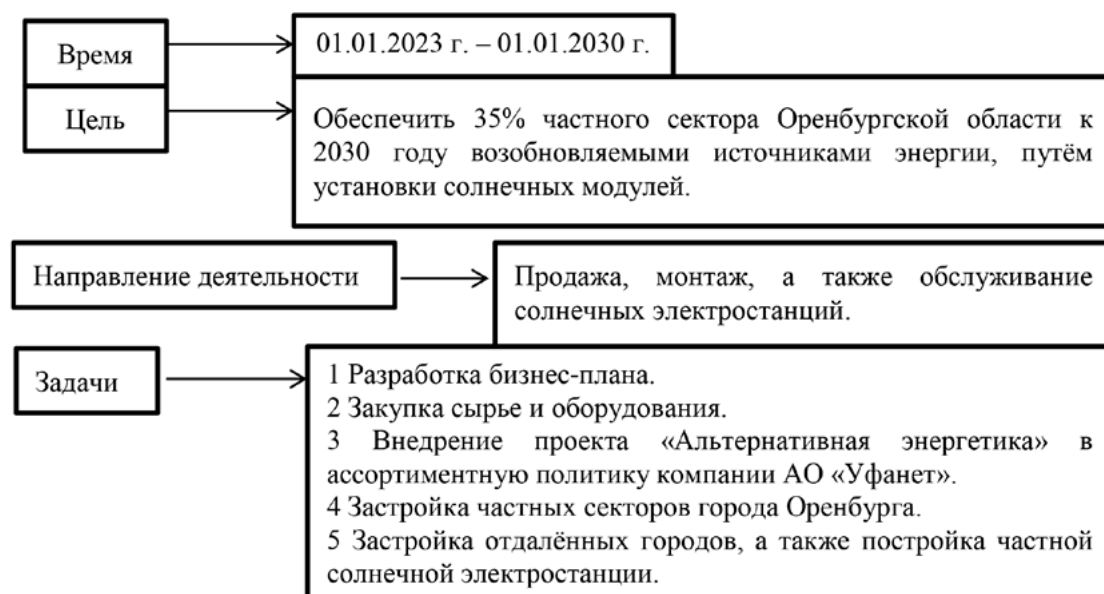 Время
01.01.2023 г. – 01.01.2030 г.
Цель
Обеспечить 35% частного сектора Оренбургской области к
2030 году возобновляемыми источниками энергии, путём
установки солнечных модулей.
Направление деятельности
Продажа, монтаж, а также обслуживание
солнечных электростанций.
Задачи
1 Разработка бизнес-плана.
2 Закупка сырье и оборудования.
3 Внедрение проекта «Альтернативная энергетика» в
ассортиментную политику компании АО «Уфанет».
4 Застройка частных секторов города Оренбурга.
5 Застройка отдалённых городов, а также постройка частной
солнечной электростанции.